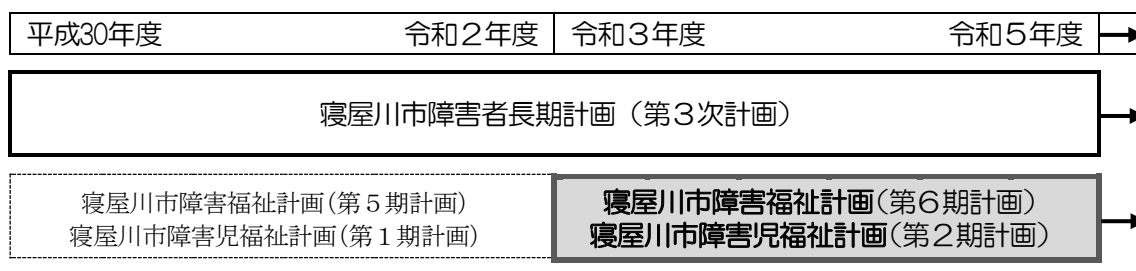 平成30年度 令和２年度 令和３年度 令和５年度
寝屋川市障害者長期計画（第３次計画）
寝屋川市障害福祉計画(第５期計画)
寝屋川市障害児福祉計画(第１期計画)
寝屋川市障害福祉計画(第６期計画)
寝屋川市障害児福祉計画(第２期計画)